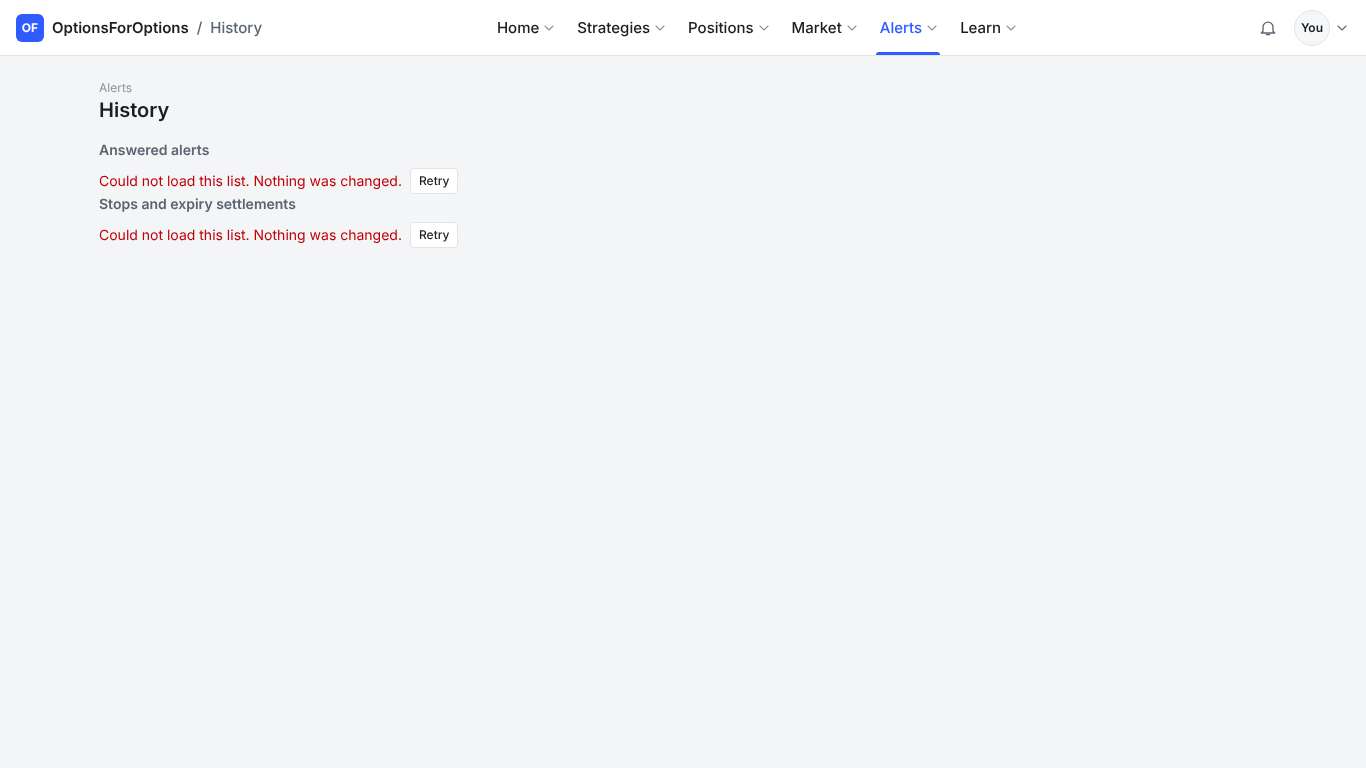 OF OptionsForOptions / History Home Strategies Positions Market Alerts Learn You
Alerts
History
Answered alerts
Could not load this list. Nothing was changed. Retry
Stops and expiry settlements
Could not load this list. Nothing was changed. Retry